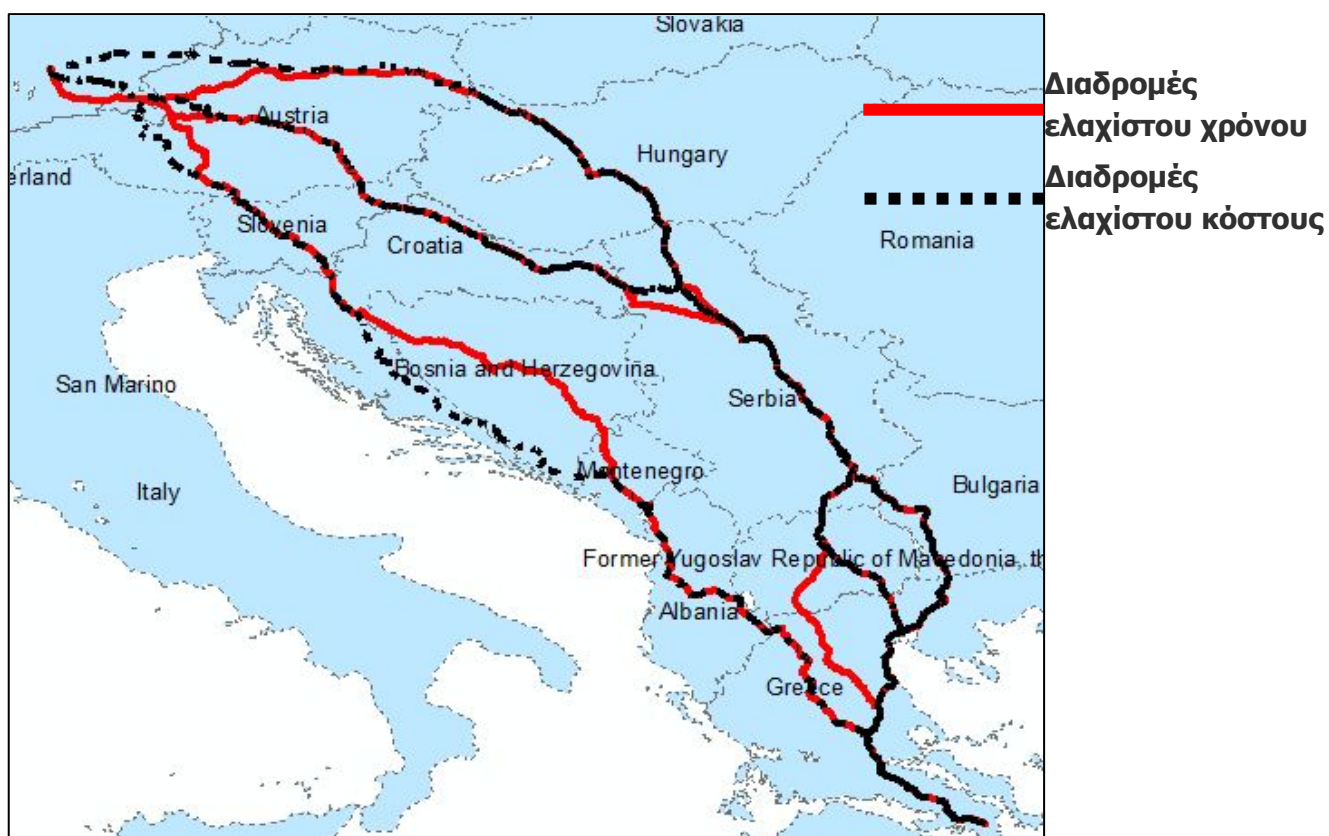 Slovakia
Austria
Hungary
erland
Slovenia
Croatia
Romania
San Marino
Bosnia and Herzegovina
Serbia
Montenegro
Italy
Bulgaria
Former Yugoslav Republic of Macedonia, th
Albania
Greece
Διαδρομές
ελαχίστου χρόνου
Διαδρομές
ελαχίστου κόστους